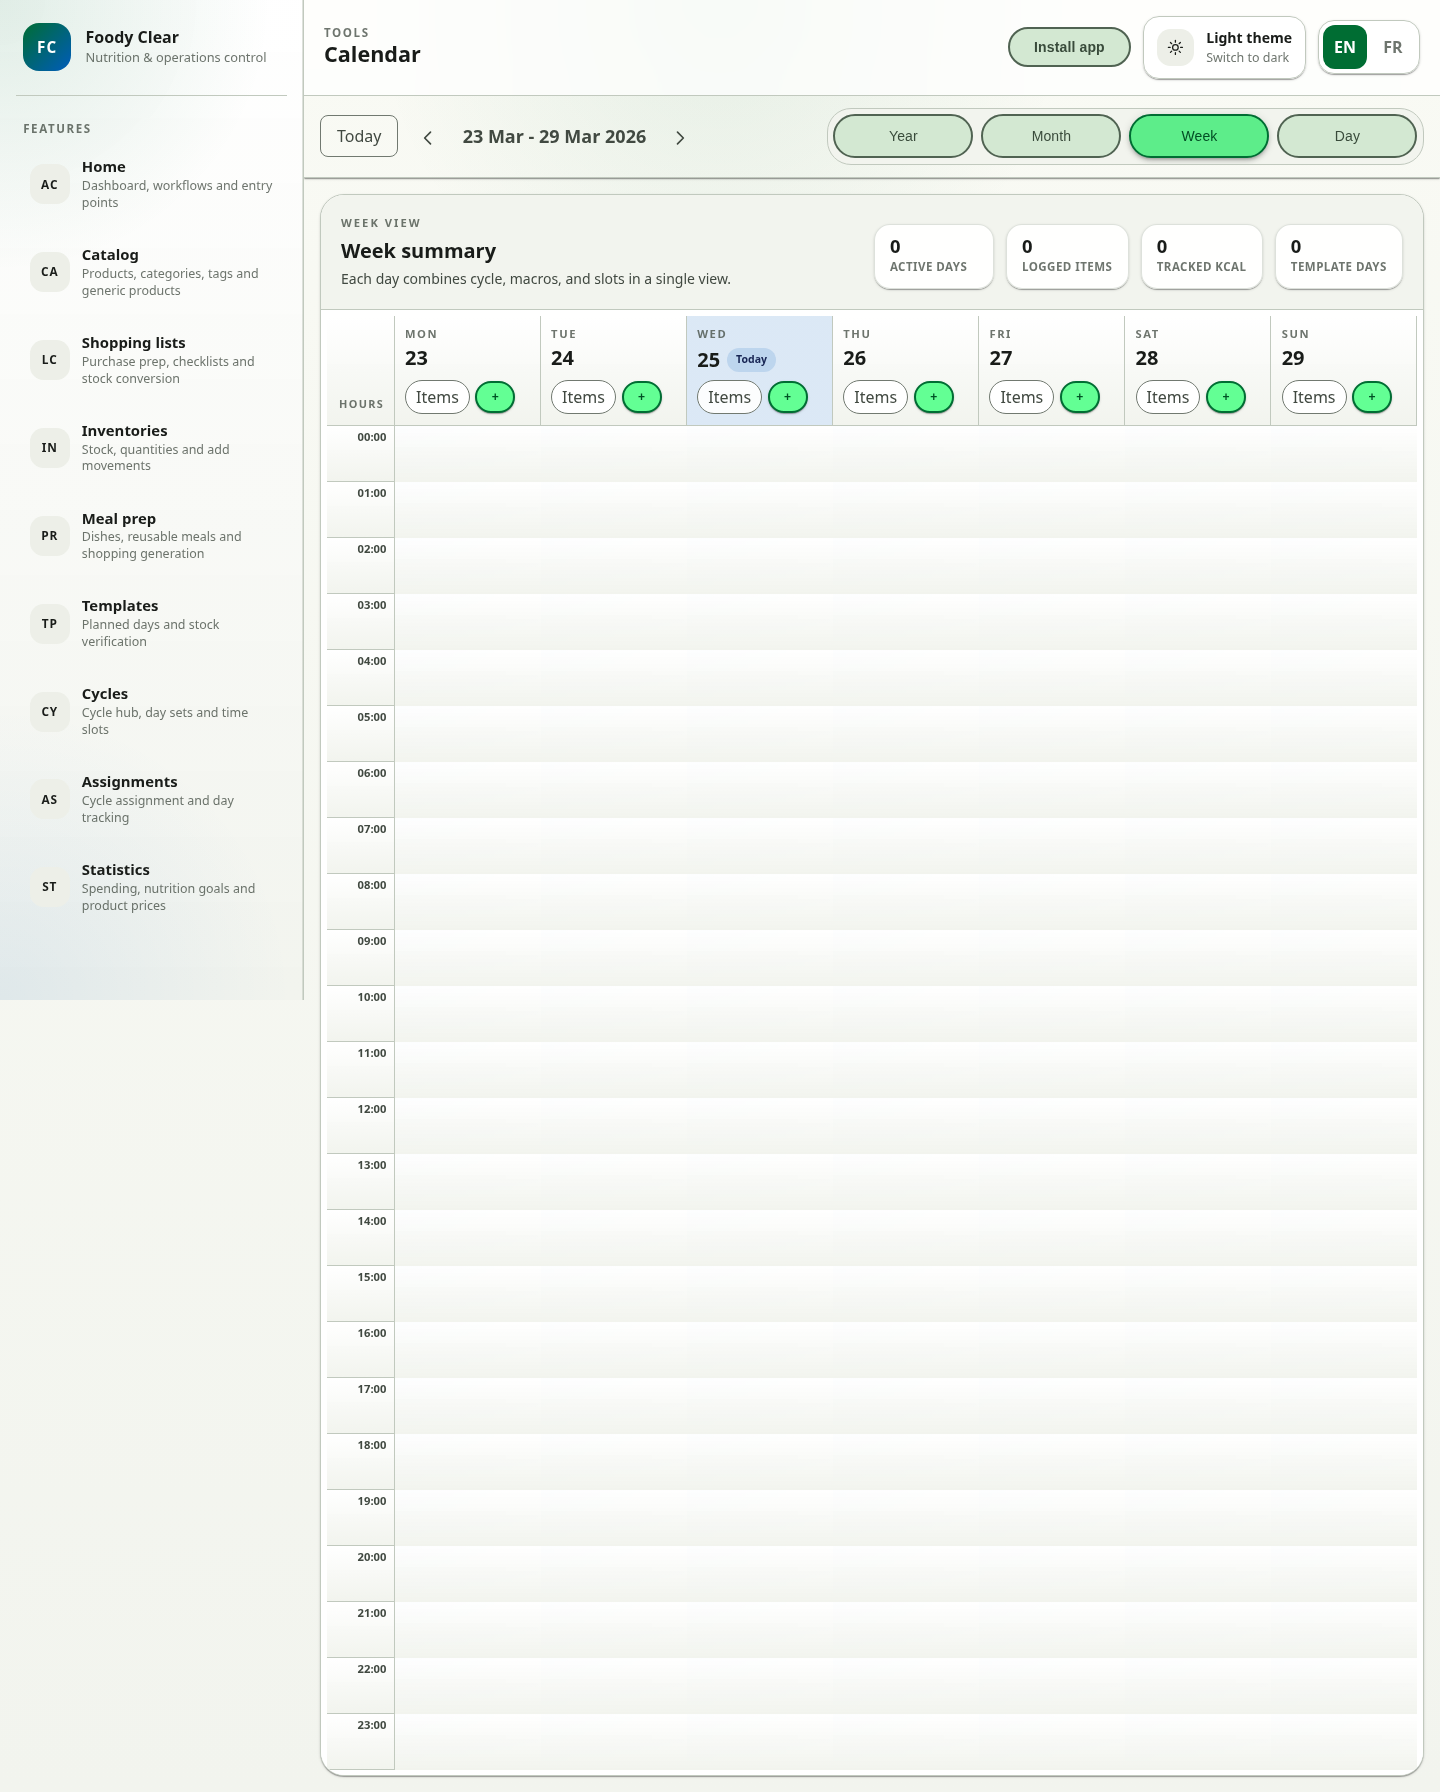 FC
Foody Clear
Nutrition & operations control
FEATURES
AC
Home
Dashboard, workflows and entry
points
CA
Catalog
Products, categories, tags and
generic products
LC
Shopping lists
Purchase prep, checklists and
stock conversion
IN
Inventories
Stock, quantities and add
movements
PR
Meal prep
Dishes, reusable meals and
shopping generation
TP
Templates
Planned days and stock
verification
CY
Cycles
Cycle hub, day sets and time
slots
AS
Assignments
Cycle assignment and day
tracking
ST
Statistics
Spending, nutrition goals and
product prices
TOOLS
Calendar
Install app
Light theme
Switch to dark
EN FR
Today
23 Mar - 29 Mar 2026
Year Month Week Day
WEEK VIEW
Week summary
Each day combines cycle, macros, and slots in a single view.
0
ACTIVE DAYS
0
LOGGED ITEMS
0
TRACKED KCAL
0
TEMPLATE DAYS
HOURS
MON
23
Items +
TUE
24
Items +
WED
25 Today
Items +
THU
26
Items +
FRI
27
Items +
SAT
28
Items +
SUN
29
Items +
00:00
01:00
02:00
03:00
04:00
05:00
06:00
07:00
08:00
09:00
10:00
11:00
12:00
13:00
14:00
15:00
16:00
17:00
18:00
19:00
20:00
21:00
22:00
23:00